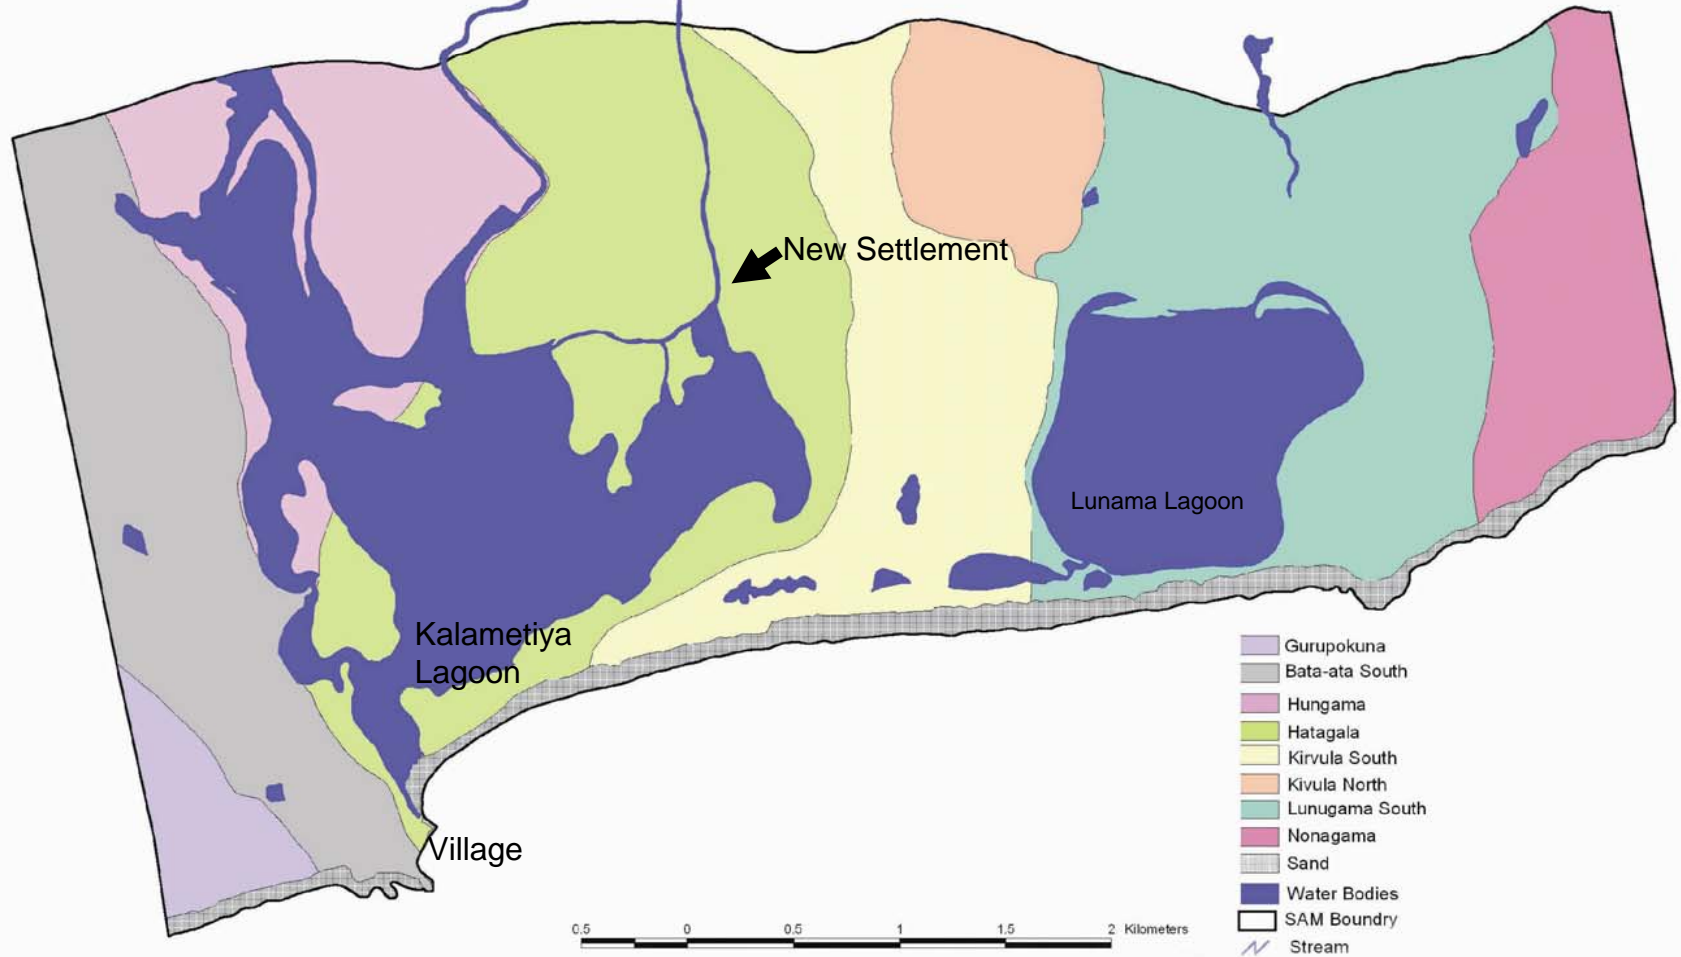 New Settlement
Lunama Lagoon
Kalametiya
Lagoon
Village
Gurupokuna
Bata-ata South
Hungama
Hatagala
Kirvula South
Kivula North
Lunugama South
Nonagama
Sand
Water Bodies
SAM Boundry
Stream
0.5 0 0.5 1 1.5 2 Kilometers